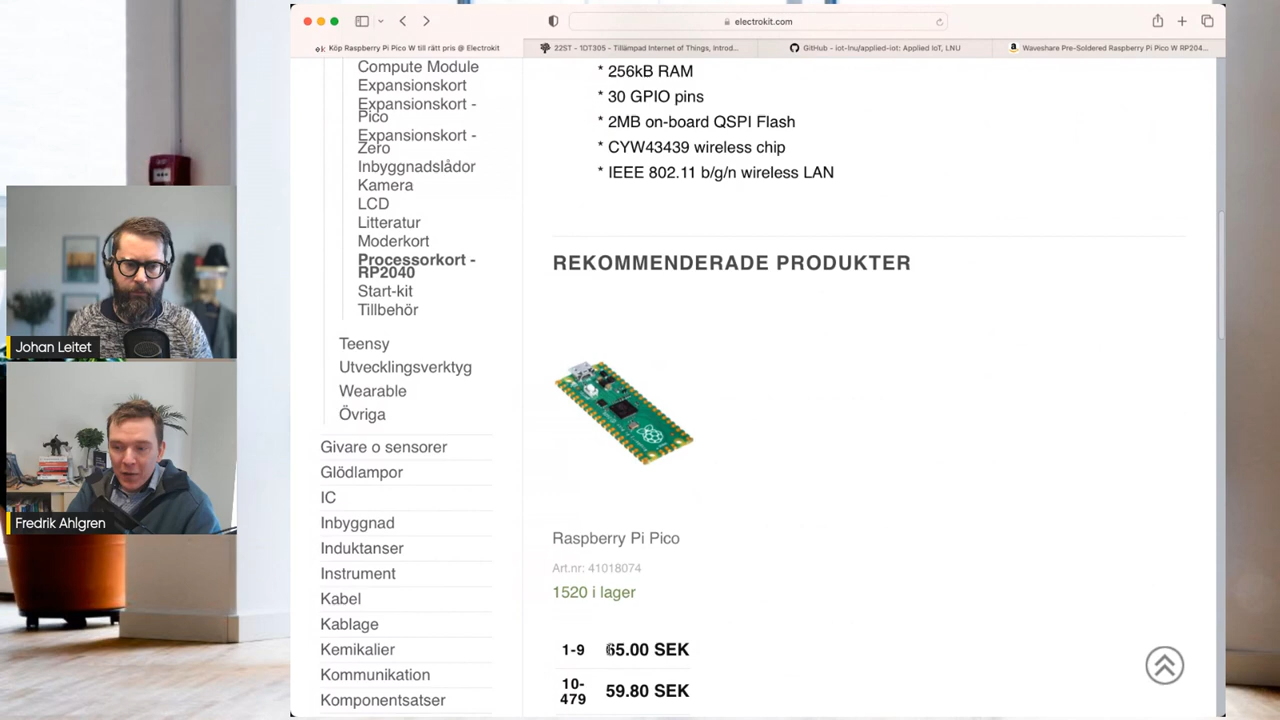 electrokit.com
Köp Raspberry Pi Pico W till rätt pris @ Electrokit
22ST - 1DT305 - Tillämpad Internet of Things, Introd...
GitHub - iot-lnu/applied-iot: Applied IoT, LNU
Waveshare Pre-Soldered Raspberry Pi Pico W RP204...
Compute Module
Expansionskort
Expansionskort -
Pico
Expansionskort -
Zero
Inbyggnadslådor
Kamera
LCD
Litteratur
Moderkort
Processorkort -
RP2040
Start-kit
Tillbehör
Teensy
Utvecklingsverktyg
Wearable
Övriga
Givare o sensorer
Glödlampor
IC
Inbyggnad
Induktanser
Instrument
Kabel
Kablage
Kemikalier
Kommunikation
Komponentsatser
* 256kB RAM
* 30 GPIO pins
* 2MB on-board QSPI Flash
* CYW43439 wireless chip
* IEEE 802.11 b/g/n wireless LAN
REKOMMENDERADE PRODUKTER
Raspberry Pi Pico
Art.nr: 41018074
1520 i lager
1-9 65.00 SEK
10-
479 59.80 SEK
Johan Leitet
Fredrik Ahlgren